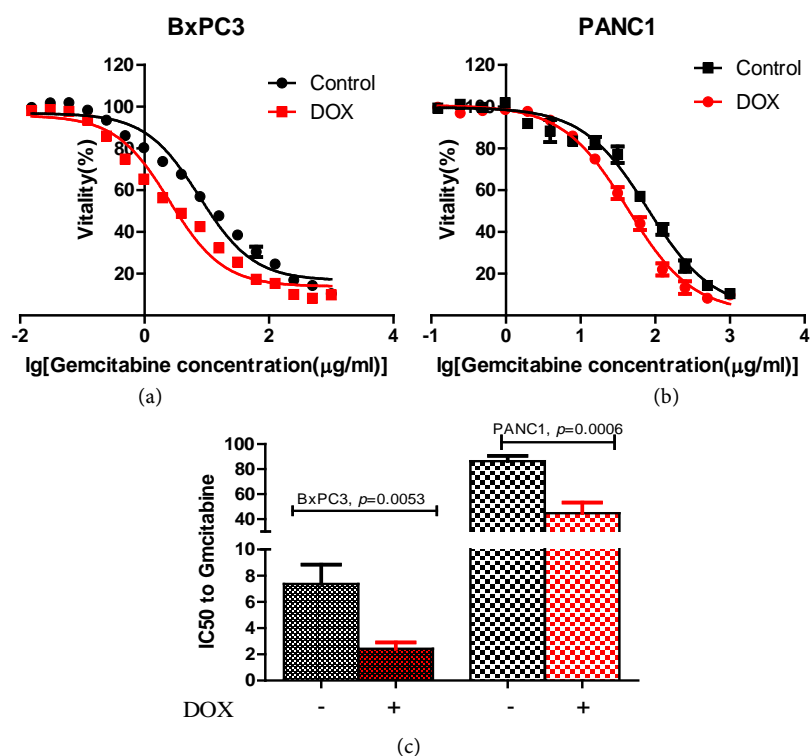 BxPC3
120
100
80
60
40
20
Vitality(%)
Control
DOX
-2
0
2
4
lg[Gemcitabine concentration(μg/ml)]
(a)
PANC1
120
100
80
60
40
20
Vitality(%)
Control
DOX
-1
0
1
2
3
4
lg[Gemcitabine concentration(μg/ml)]
(b)
IC50 to Gmcitabine
100
80
60
40
10
8
6
4
2
0
BxPC3, p=0.0053
PANC1, p=0.0006
DOX - + - +
(c)